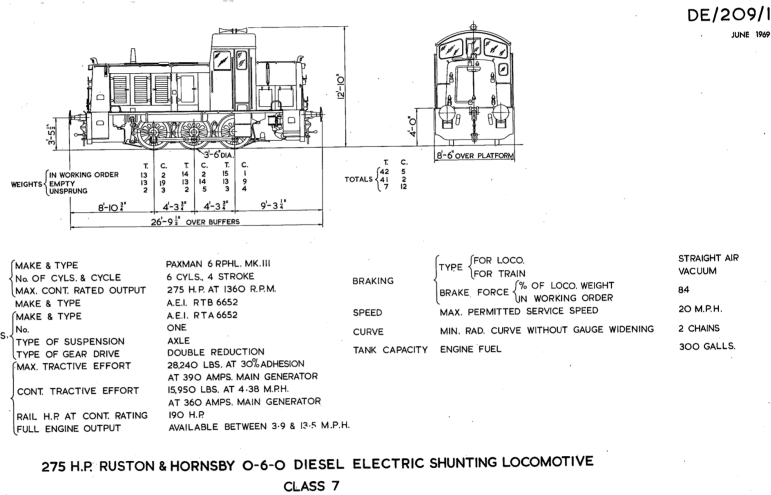 DE/209/1
JUNE 1969
12'-10"
3'-5½"
4'-0"
3'-6" DIA.
8'-6" OVER PLATFORM
T. C. T. C. T. C.
WEIGHTS IN WORKING ORDER 13 2 14 2 15 1
EMPTY 13 19 13 14 13 9
UNSPRUNG 2 3 2 5 3 4
T. C.
TOTALS 42 5
41 2
7 12
8'-10¾" 4'-3¾" 4'-3¾" 9'-3¼"
26'-9½" OVER BUFFERS
MAKE & TYPE PAXMAN 6 RPHL. MK.III
No. OF CYLS. & CYCLE 6 CYLS., 4 STROKE
MAX. CONT. RATED OUTPUT 275 H.P. AT 1360 R.P.M.
MAKE & TYPE A.E.I. RTB 6652
MAKE & TYPE A.E.I. RTA 6652
S. No. ONE
TYPE OF SUSPENSION AXLE
TYPE OF GEAR DRIVE DOUBLE REDUCTION
MAX. TRACTIVE EFFORT 28,240 LBS. AT 30% ADHESION
AT 390 AMPS. MAIN GENERATOR
CONT. TRACTIVE EFFORT 15,950 LBS. AT 4·38 M.P.H.
AT 360 AMPS. MAIN GENERATOR
RAIL H.P. AT CONT. RATING 190 H.P.
FULL ENGINE OUTPUT AVAILABLE BETWEEN 3·9 & 13·5 M.P.H.
BRAKING TYPE FOR LOCO. STRAIGHT AIR
FOR TRAIN VACUUM
BRAKE FORCE % OF LOCO. WEIGHT
IN WORKING ORDER 84
SPEED MAX. PERMITTED SERVICE SPEED 20 M.P.H.
CURVE MIN. RAD. CURVE WITHOUT GAUGE WIDENING 2 CHAINS
TANK CAPACITY ENGINE FUEL 300 GALLS.
275 H.P. RUSTON & HORNSBY 0-6-0 DIESEL ELECTRIC SHUNTING LOCOMOTIVE
CLASS 7